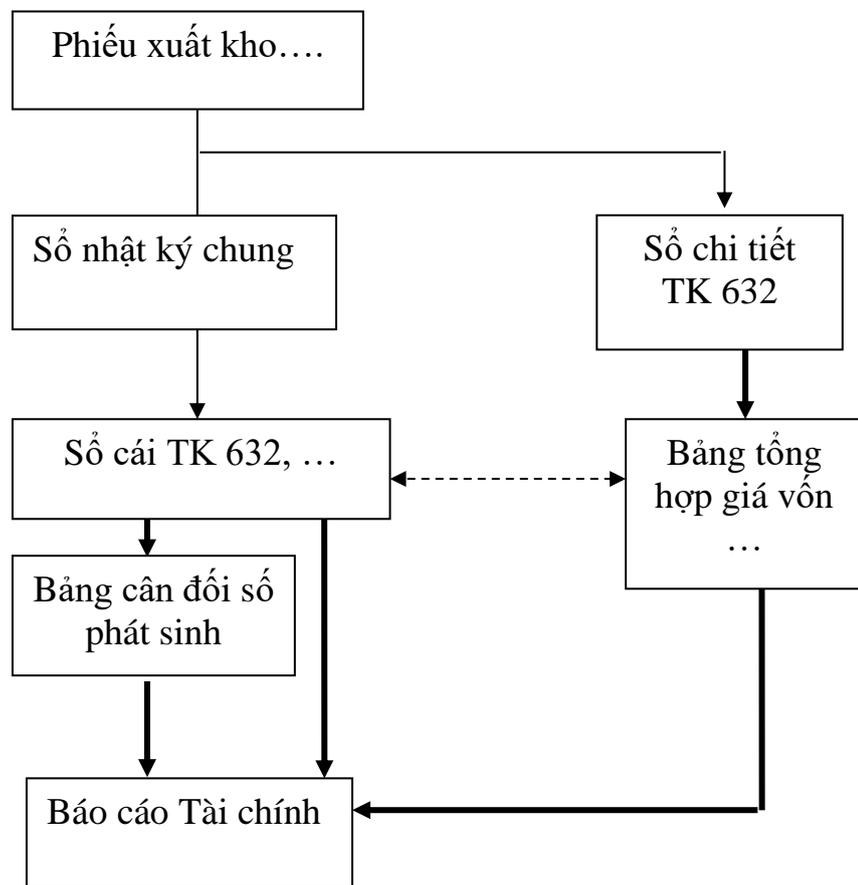 Phiếu xuất kho….
Sổ nhật ký chung
Sổ chi tiết
TK 632
Sổ cái TK 632, …
Bảng tổng
hợp giá vốn
…
Bảng cân đối số
phát sinh
Báo cáo Tài chính